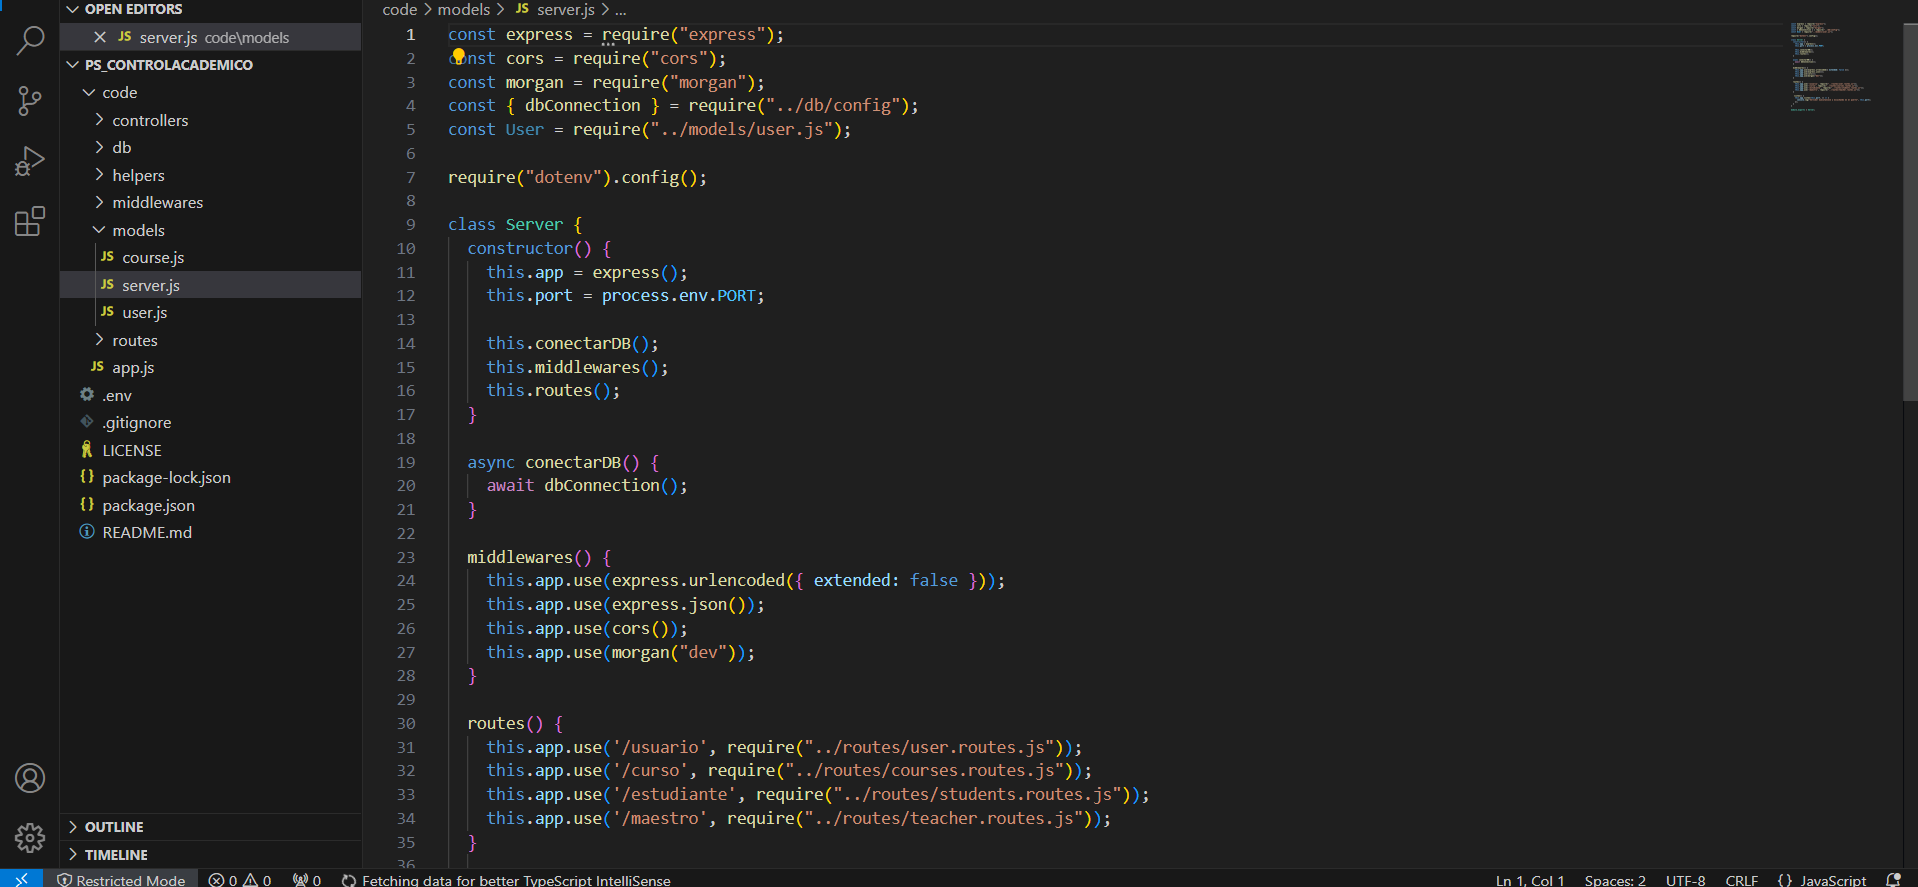 OPEN EDITORS
JS server.js code\models
PS_CONTROLACADEMICO
code
controllers
db
helpers
middlewares
models
JS course.js
JS server.js
JS user.js
routes
JS app.js
.env
.gitignore
LICENSE
{} package-lock.json
{} package.json
README.md
OUTLINE
TIMELINE
code > models > JS server.js > ...
1 const express = require("express");
2 const cors = require("cors");
3 const morgan = require("morgan");
4 const { dbConnection } = require("../db/config");
5 const User = require("../models/user.js");
6
7 require("dotenv").config();
8
9 class Server {
10 constructor() {
11 this.app = express();
12 this.port = process.env.PORT;
13
14 this.conectarDB();
15 this.middlewares();
16 this.routes();
17 }
18
19 async conectarDB() {
20 await dbConnection();
21 }
22
23 middlewares() {
24 this.app.use(express.urlencoded({ extended: false }));
25 this.app.use(express.json());
26 this.app.use(cors());
27 this.app.use(morgan("dev"));
28 }
29
30 routes() {
31 this.app.use('/usuario', require("../routes/user.routes.js"));
32 this.app.use('/curso', require("../routes/courses.routes.js"));
33 this.app.use('/estudiante', require("../routes/students.routes.js"));
34 this.app.use('/maestro', require("../routes/teacher.routes.js"));
35 }
36
Restricted Mode 0 0 0 Fetching data for better TypeScript IntelliSense Ln 1, Col 1 Spaces: 2 UTF-8 CRLF {} JavaScript